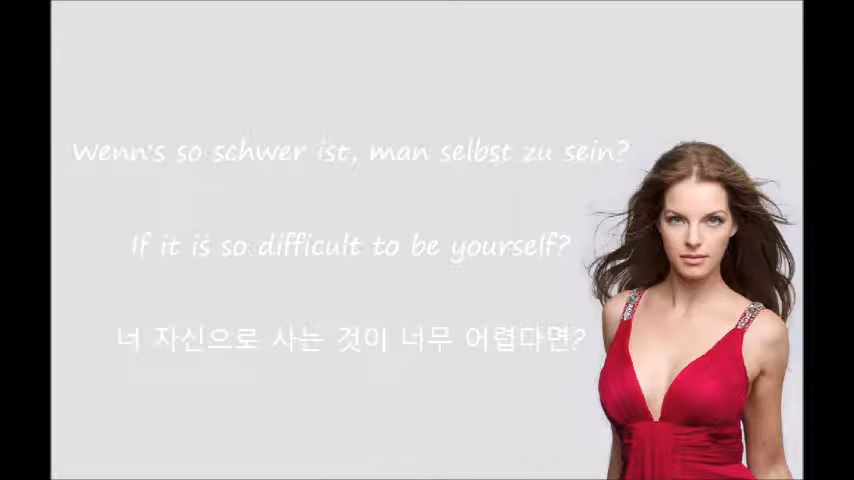 Wenn's so schwer ist, man selbst zu sein?
If it is so difficult to be yourself?
너 자신으로 사는 것이 너무 어렵다면?